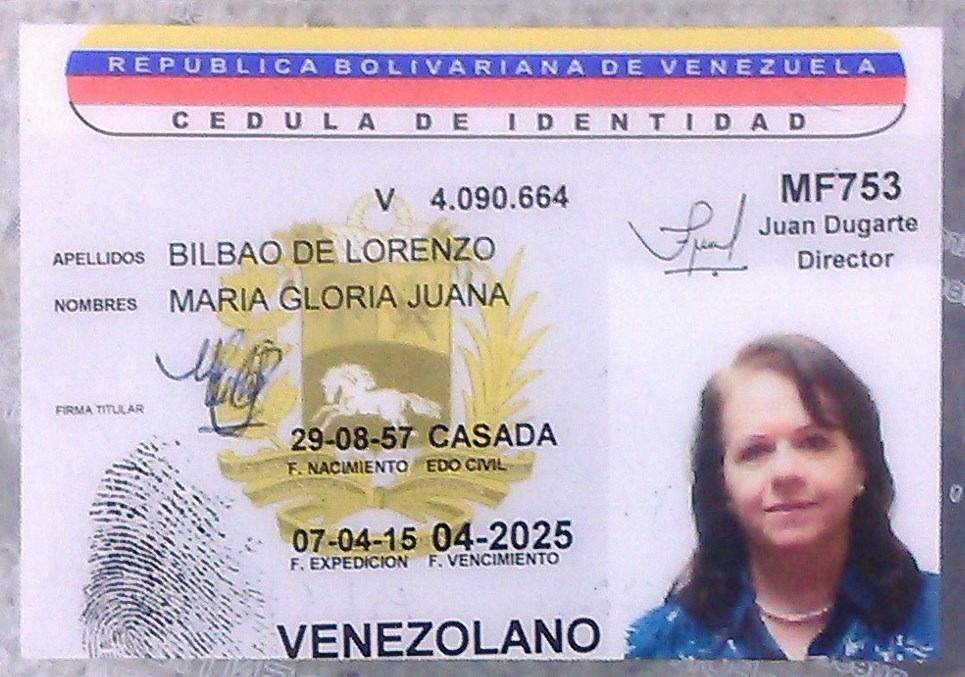 REPUBLICA BOLIVARIANA DE VENEZUELA
CEDULA DE IDENTIDAD
V 4.090.664
MF753
Juan Dugarte
Director
APELLIDOS BILBAO DE LORENZO
NOMBRES MARIA GLORIA JUANA
FIRMA TITULAR
29-08-57 CASADA
F. NACIMIENTO EDO CIVIL
07-04-15 04-2025
F. EXPEDICION F. VENCIMIENTO
VENEZOLANO